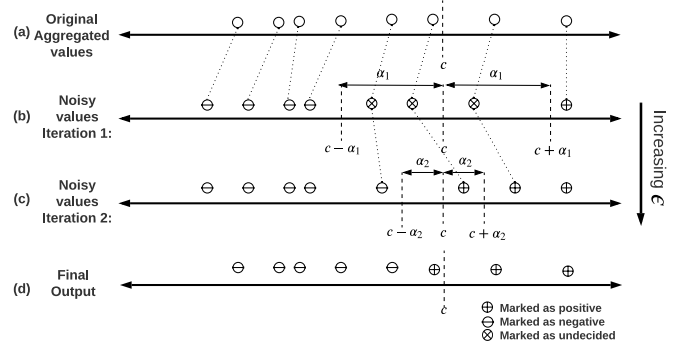 (a) Original Aggregated values
c
α₁ α₁
(b) Noisy values Iteration 1:
c − α₁ c c + α₁
α₂ α₂
(c) Noisy values Iteration 2:
c − α₂ c c + α₂
Increasing ϵ
(d) Final Output
c
Marked as positive
Marked as negative
Marked as undecided